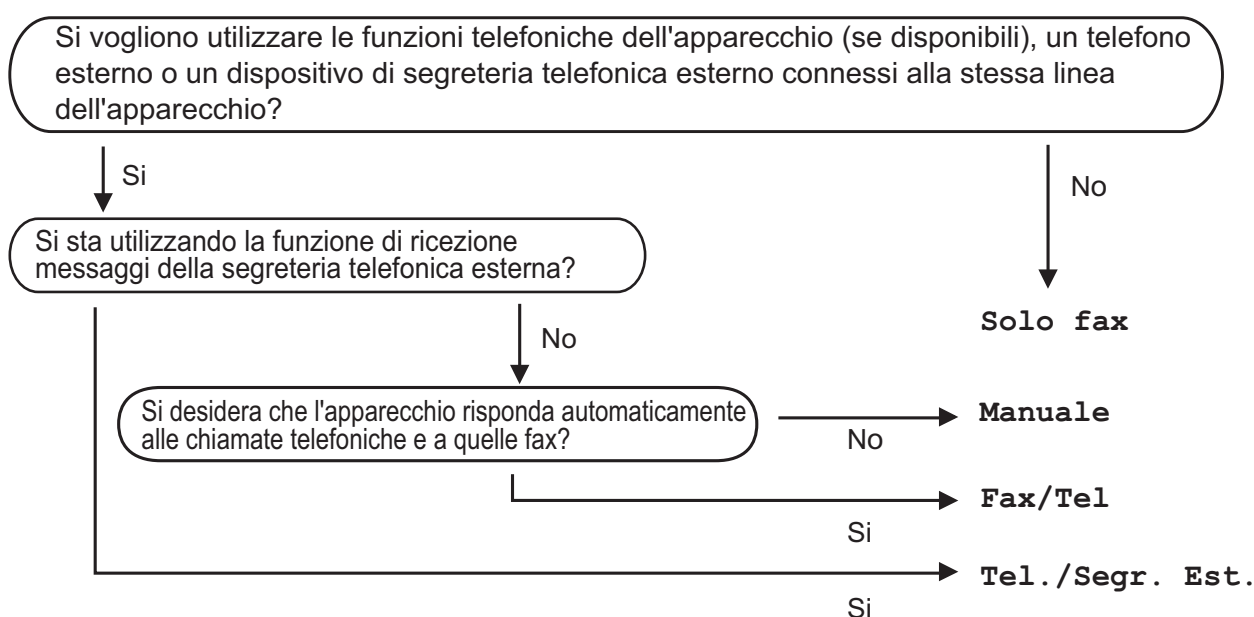 Si vogliono utilizzare le funzioni telefoniche dell'apparecchio (se disponibili), un telefono
esterno o un dispositivo di segreteria telefonica esterno connessi alla stessa linea
dell'apparecchio?
Si
No
Si sta utilizzando la funzione di ricezione
messaggi della segreteria telefonica esterna?
Solo fax
No
Si desidera che l'apparecchio risponda automaticamente
alle chiamate telefoniche e a quelle fax?
No
Manuale
Fax/Tel
Si
Tel./Segr. Est.
Si